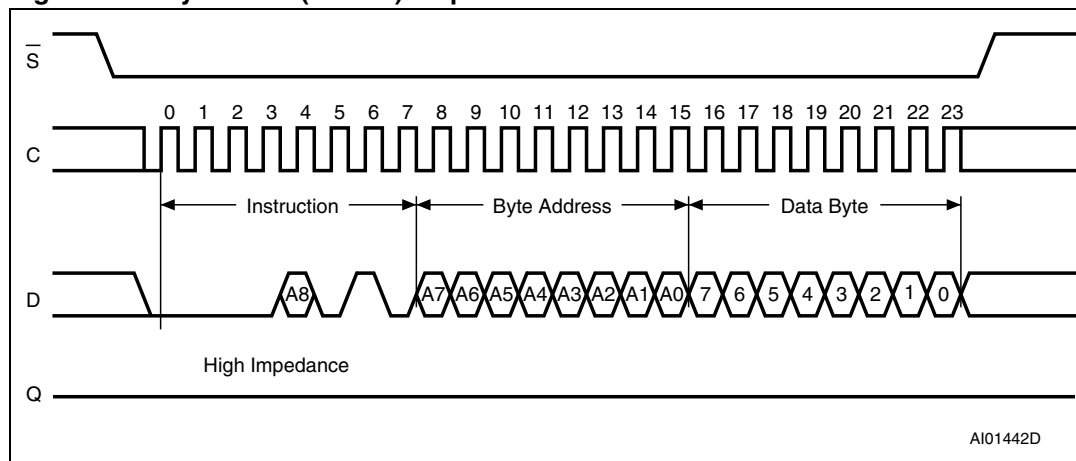 S
0 1 2 3 4 5 6 7 8 9 10 11 12 13 14 15 16 17 18 19 20 21 22 23
C
Instruction Byte Address Data Byte
D A8 A7 A6 A5 A4 A3 A2 A1 A0 7 6 5 4 3 2 1 0
High Impedance
Q
AI01442D